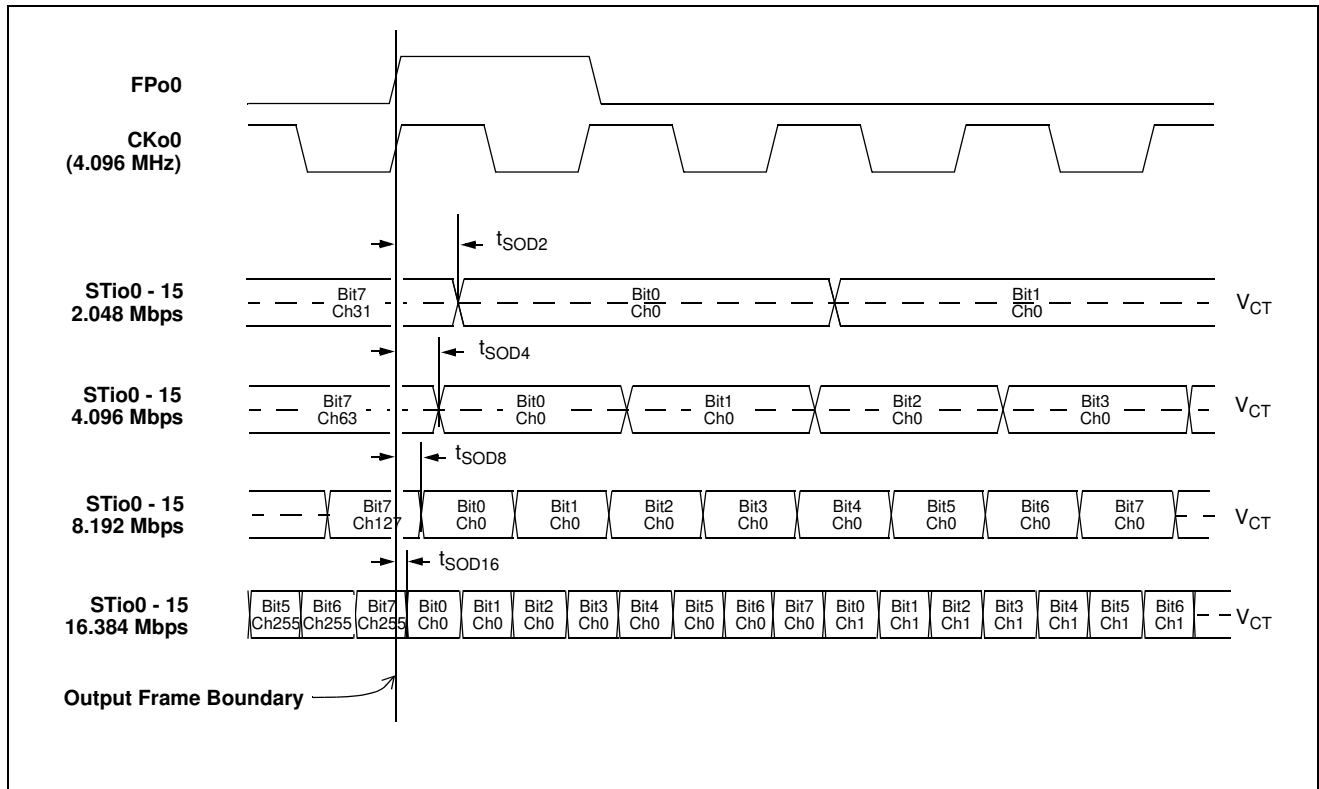 FPo0
CKo0
(4.096 MHz)
tSOD2
STio0 - 15
2.048 Mbps
Bit7 Bit0 Bit1
Ch31 Ch0 Ch0
VCT
tSOD4
STio0 - 15
4.096 Mbps
Bit7 Bit0 Bit1 Bit2 Bit3
Ch63 Ch0 Ch0 Ch0 Ch0
VCT
tSOD8
STio0 - 15
8.192 Mbps
Bit7 Bit0 Bit1 Bit2 Bit3 Bit4 Bit5 Bit6 Bit7
Ch127 Ch0 Ch0 Ch0 Ch0 Ch0 Ch0 Ch0 Ch0
VCT
tSOD16
STio0 - 15
16.384 Mbps
Bit5 Bit6 Bit7 Bit0 Bit1 Bit2 Bit3 Bit4 Bit5 Bit6 Bit7 Bit0 Bit1 Bit2 Bit3 Bit4 Bit5 Bit6
Ch255 Ch255 Ch255 Ch0 Ch0 Ch0 Ch0 Ch0 Ch0 Ch0 Ch0 Ch1 Ch1 Ch1 Ch1 Ch1 Ch1 Ch1
VCT
Output Frame Boundary